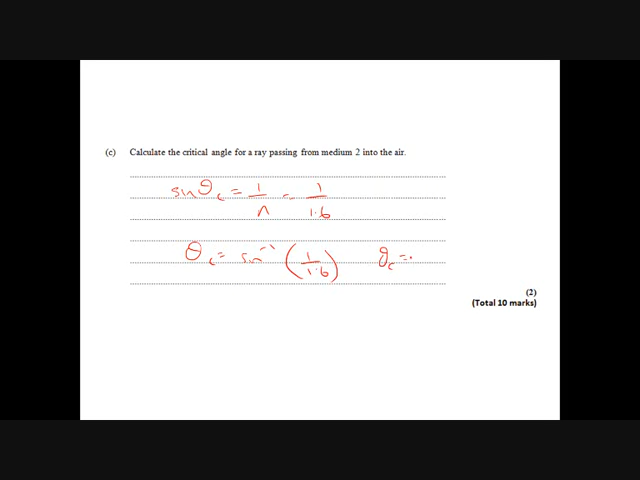 (c) Calculate the critical angle for a ray passing from medium 2 into the air.
sin θc = 1/n = 1/1.6
θc = sin⁻¹ (1/1.6) θc =
(2)
(Total 10 marks)